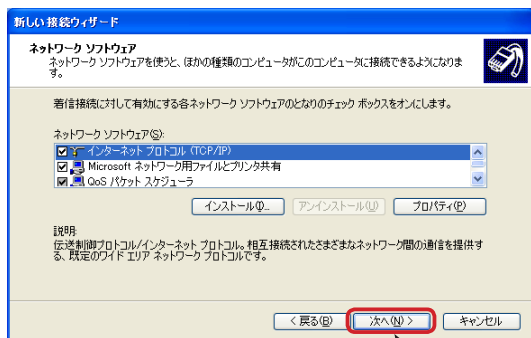 新しい接続ウィザード
ネットワーク ソフトウェア
ネットワーク ソフトウェアを使うと、ほかの種類のコンピュータがこのコンピュータに接続できるようになりま
す。
着信接続に対して有効にする各ネットワーク ソフトウェアのとなりのチェック ボックスをオンにします。
ネットワーク ソフトウェア(S):
インターネット プロトコル (TCP/IP)
Microsoft ネットワーク用ファイルとプリンタ共有
QoS パケット スケジューラ
インストール(I)... アンインストール(U) プロパティ(P)
説明:
伝送制御プロトコル/インターネット プロトコル。相互接続されたさまざまなネットワーク間の通信を提供す
る、既定のワイド エリア ネットワーク プロトコルです。
< 戻る(B) 次へ(N) > キャンセル